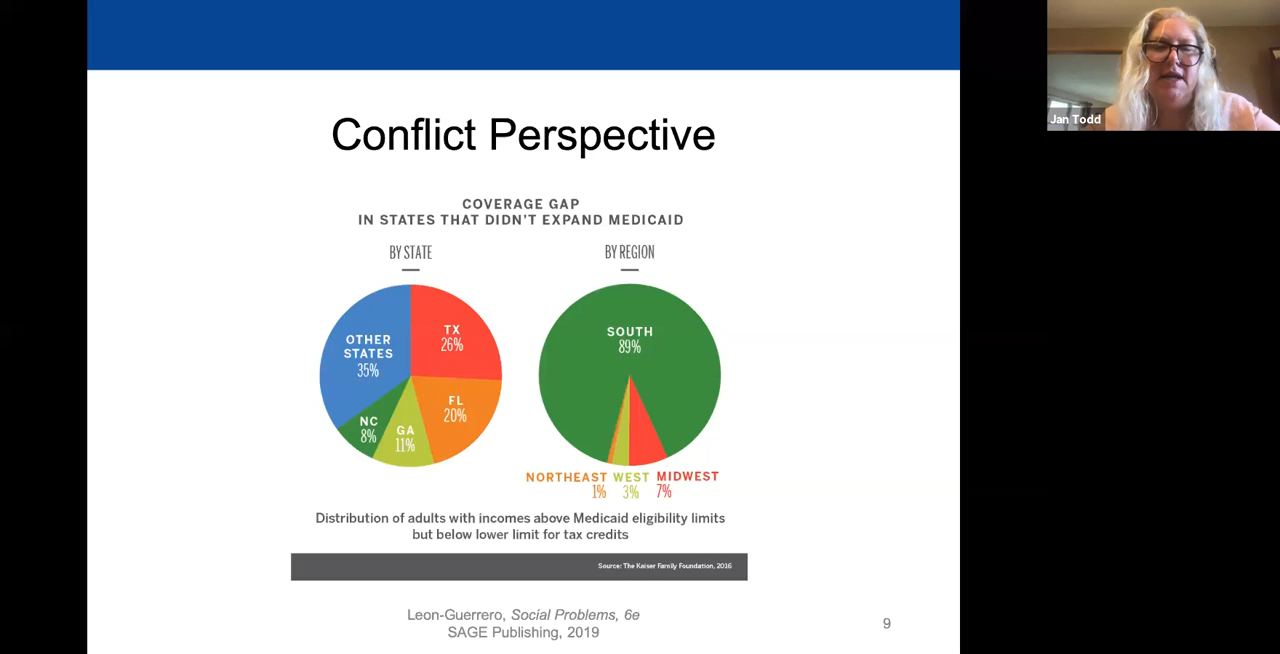 Conflict Perspective
COVERAGE GAP
IN STATES THAT DIDN'T EXPAND MEDICAID
BY STATE
BY REGION
OTHER
STATES
35%
TX
26%
FL
20%
GA
11%
NC
8%
SOUTH
89%
NORTHEAST
1%
WEST
3%
MIDWEST
7%
Distribution of adults with incomes above Medicaid eligibility limits
but below lower limit for tax credits
Source: The Kaiser Family Foundation, 2016
Leon-Guerrero, Social Problems, 6e
SAGE Publishing, 2019
9
Jan Todd